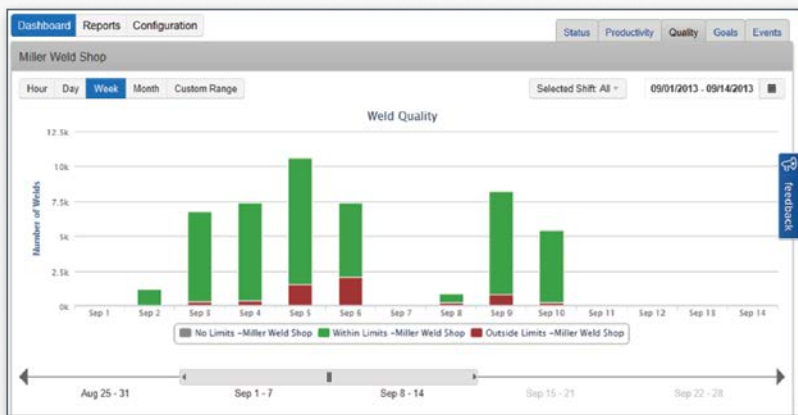 Dashboard Reports Configuration
Status Productivity Quality Goals Events
Miller Weld Shop
Hour Day Week Month Custom Range
Selected Shift: All
09/01/2013 - 09/14/2013
Weld Quality
12.5k
10k
7.5k
5k
2.5k
0k
Number of Welds
Sep 1 Sep 2 Sep 3 Sep 4 Sep 5 Sep 6 Sep 7 Sep 8 Sep 9 Sep 10 Sep 11 Sep 12 Sep 13 Sep 14
No Limits -Miller Weld Shop Within Limits -Miller Weld Shop Outside Limits -Miller Weld Shop
Aug 25 - 31 Sep 1 - 7 Sep 8 - 14 Sep 15 - 21 Sep 22 - 28
feedback